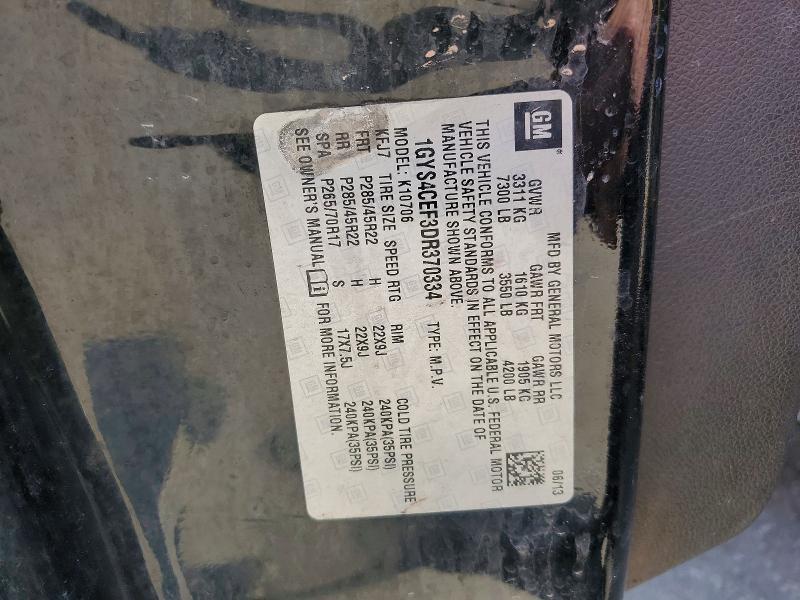 GM
MFD BY GENERAL MOTORS LLC 06/13
GVWR GAWR FRT GAWR RR
3311 KG 1610 KG 1905 KG
7300 LB 3550 LB 4200 LB
THIS VEHICLE CONFORMS TO ALL APPLICABLE U.S. FEDERAL MOTOR
VEHICLE SAFETY STANDARDS IN EFFECT ON THE DATE OF
MANUFACTURE SHOWN ABOVE.
1GYS4CEF3DR370334 TYPE: M.P.V.
MODEL: K10706
KFJ7 TIRE SIZE SPEED RTG RIM COLD TIRE PRESSURE
FRT P285/45R22 H 22X9J 240KPA(35PSI)
RR P285/45R22 H 22X9J 240KPA(35PSI)
SPA P265/70R17 S 17X7.5J 240KPA(35PSI)
SEE OWNER'S MANUAL i FOR MORE INFORMATION.